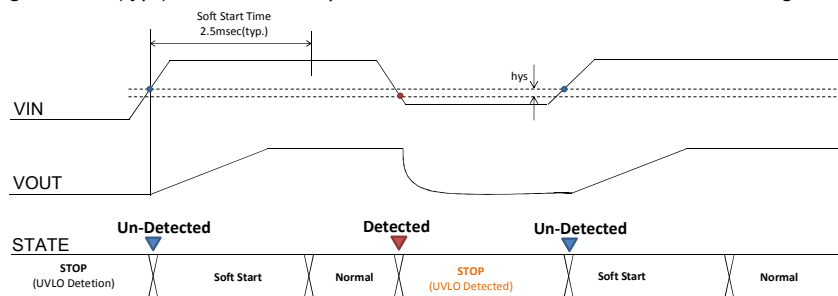 Soft Start Time
2.5msec(typ.)
hys
VIN
VOUT
Un-Detected
Detected
Un-Detected
STATE
STOP
(UVLO Detetion)
Soft Start
Normal
STOP
(UVLO Detected)
Soft Start
Normal